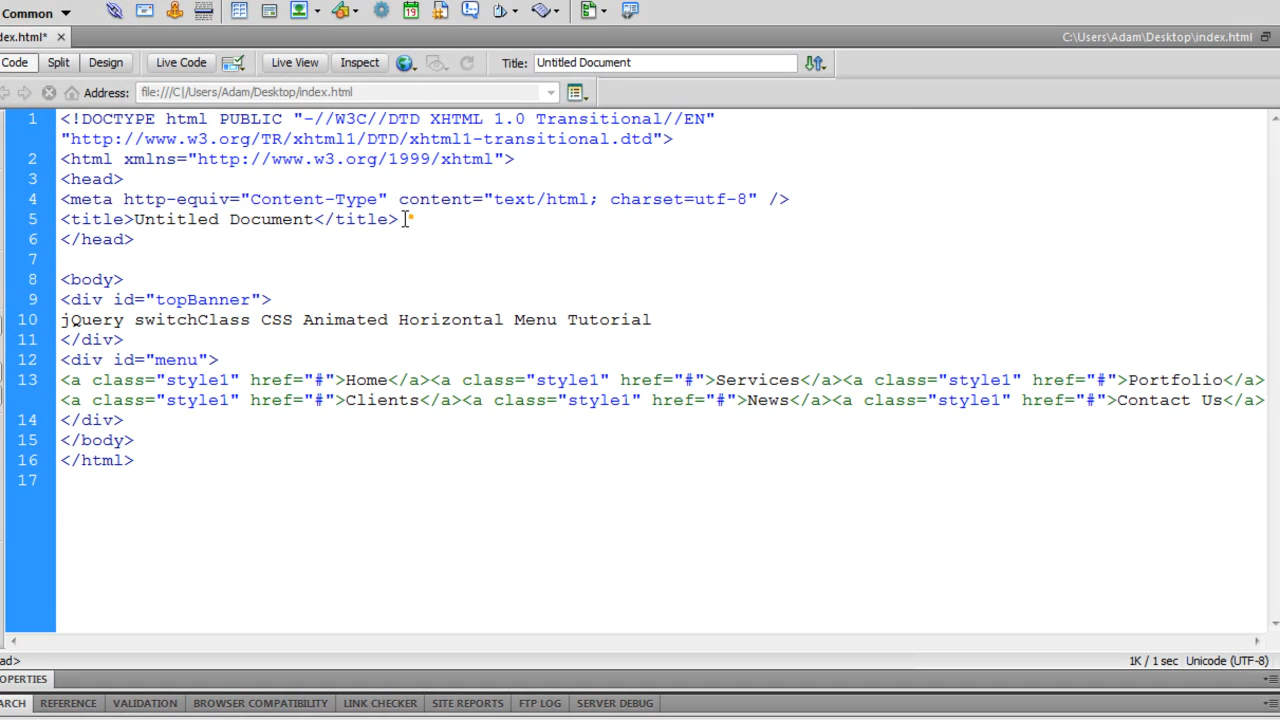 Common
dex.html* C:\Users\Adam\Desktop\index.html
Code Split Design Live Code Live View Inspect Title: Untitled Document
Address: file:///C|/Users/Adam/Desktop/index.html
1 <!DOCTYPE html PUBLIC "-//W3C//DTD XHTML 1.0 Transitional//EN"
"http://www.w3.org/TR/xhtml1/DTD/xhtml1-transitional.dtd">
2 <html xmlns="http://www.w3.org/1999/xhtml">
3 <head>
4 <meta http-equiv="Content-Type" content="text/html; charset=utf-8" />
5 <title>Untitled Document</title>
6 </head>
7
8 <body>
9 <div id="topBanner">
10 jQuery switchClass CSS Animated Horizontal Menu Tutorial
11 </div>
12 <div id="menu">
13 <a class="style1" href="#">Home</a><a class="style1" href="#">Services</a><a class="style1" href="#">Portfolio</a>
<a class="style1" href="#">Clients</a><a class="style1" href="#">News</a><a class="style1" href="#">Contact Us</a>
14 </div>
15 </body>
16 </html>
17
ad> 1K / 1 sec Unicode (UTF-8)
OPERTIES
ARCH REFERENCE VALIDATION BROWSER COMPATIBILITY LINK CHECKER SITE REPORTS FTP LOG SERVER DEBUG